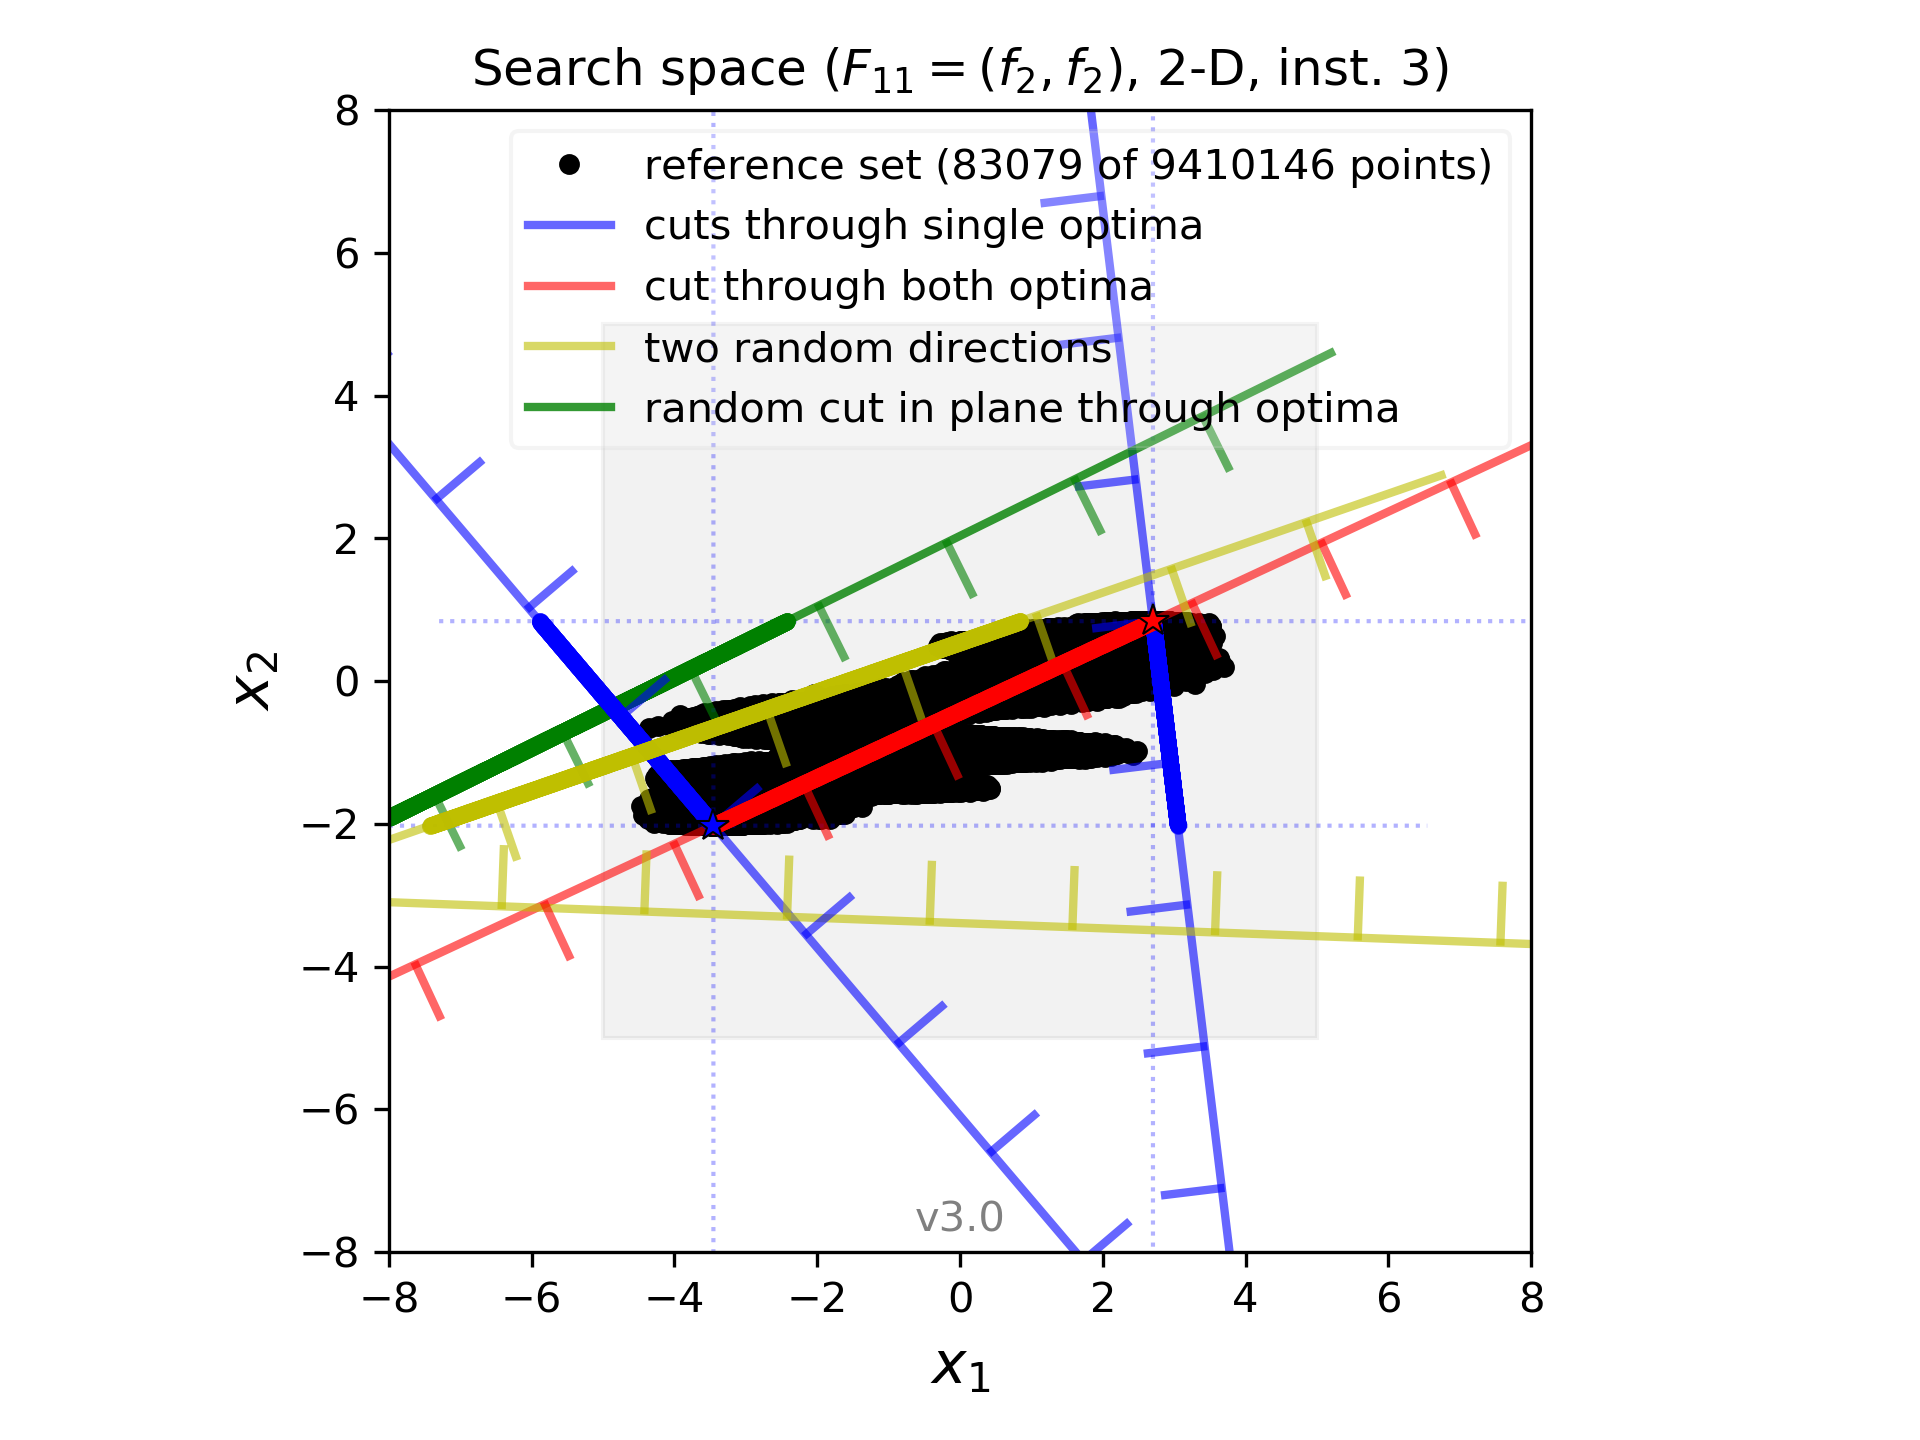 Search space (F₁₁ = (f₂, f₂), 2-D, inst. 3)
reference set (83079 of 9410146 points)
cuts through single optima
cut through both optima
two random directions
random cut in plane through optima
8
6
4
2
0
−2
−4
−6
−8
x₂
v3.0
−8 −6 −4 −2 0 2 4 6 8
x₁